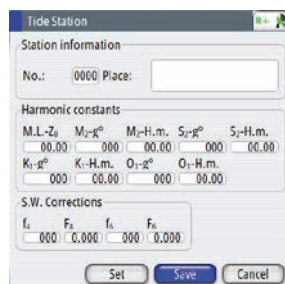 Tide Station
R+
Station information
No.: 0000 Place:
Harmonic constants
M.L.-Z₀ M₂-g° M₂-H.m. S₂-g° S₂-H.m.
00.00 000 00.00 000 00.00
K₁-g° K₁-H.m. O₁-g° O₁-H.m.
000 00.00 000 00.00
S.W. Corrections
f₄ F₄ f₆ F₆
000 0.000 000 0.000
Set Save Cancel